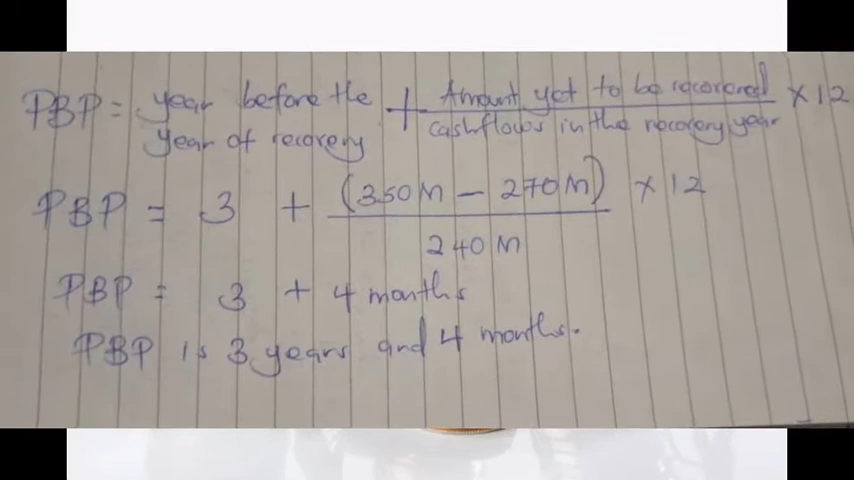 PBP = year before the year of recovery + Amount yet to be recovered / cashflows in the recovery year × 12
PBP = 3 + (350M - 270M) / 240M × 12
PBP = 3 + 4 months
PBP is 3 years and 4 months.